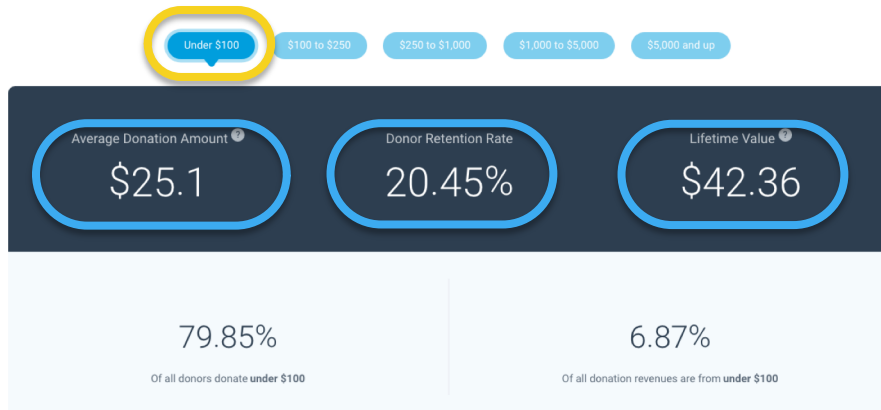 Under $100 $100 to $250 $250 to $1,000 $1,000 to $5,000 $5,000 and up
Average Donation Amount ? Donor Retention Rate Lifetime Value ?
$25.1 20.45% $42.36
79.85% 6.87%
Of all donors donate under $100 Of all donation revenues are from under $100